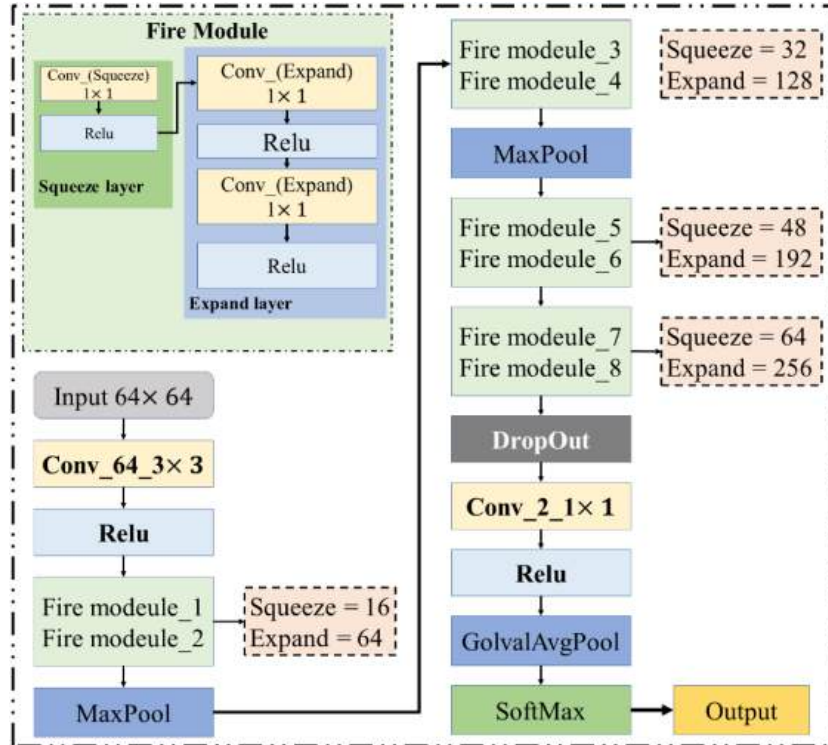 Fire Module
Conv_(Squeeze)
1× 1
Relu
Squeeze layer
Conv_(Expand)
1× 1
Relu
Conv_(Expand)
1× 1
Relu
Expand layer
Input 64× 64
Conv_64_3× 3
Relu
Fire modeule_1
Fire modeule_2
Squeeze = 16
Expand = 64
MaxPool
Fire modeule_3
Fire modeule_4
Squeeze = 32
Expand = 128
MaxPool
Fire modeule_5
Fire modeule_6
Squeeze = 48
Expand = 192
Fire modeule_7
Fire modeule_8
Squeeze = 64
Expand = 256
DropOut
Conv_2_1× 1
Relu
GolvalAvgPool
SoftMax
Output